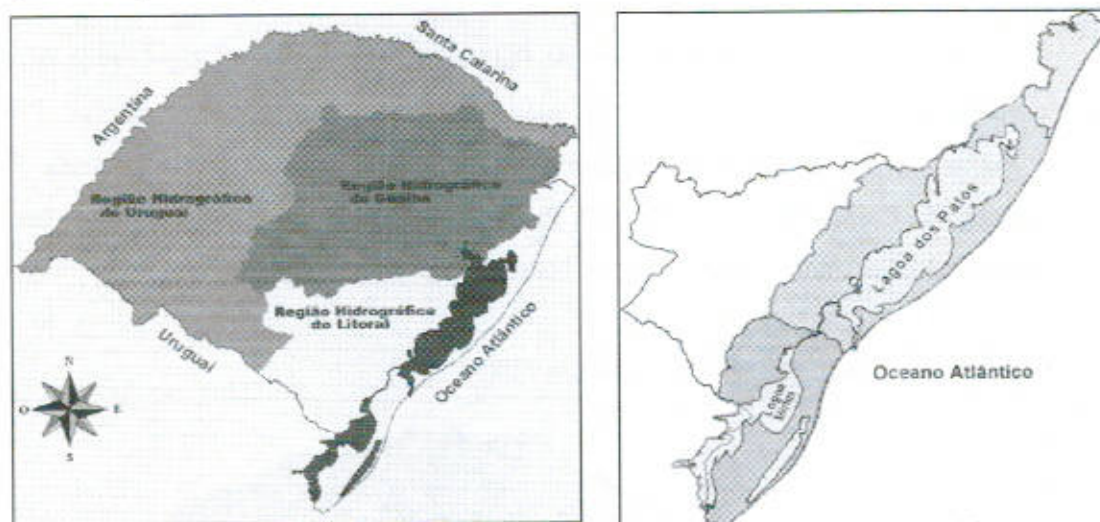 Santa Catarina
Argentina
Região Hidrográfica
do Uruguai
Região Hidrográfica
do Guaíba
Região Hidrográfica
do Litoral
Uruguai
Oceano Atlântico
N
O
E
S
Lagoa dos Patos
Lagoa
Oceano Atlântico